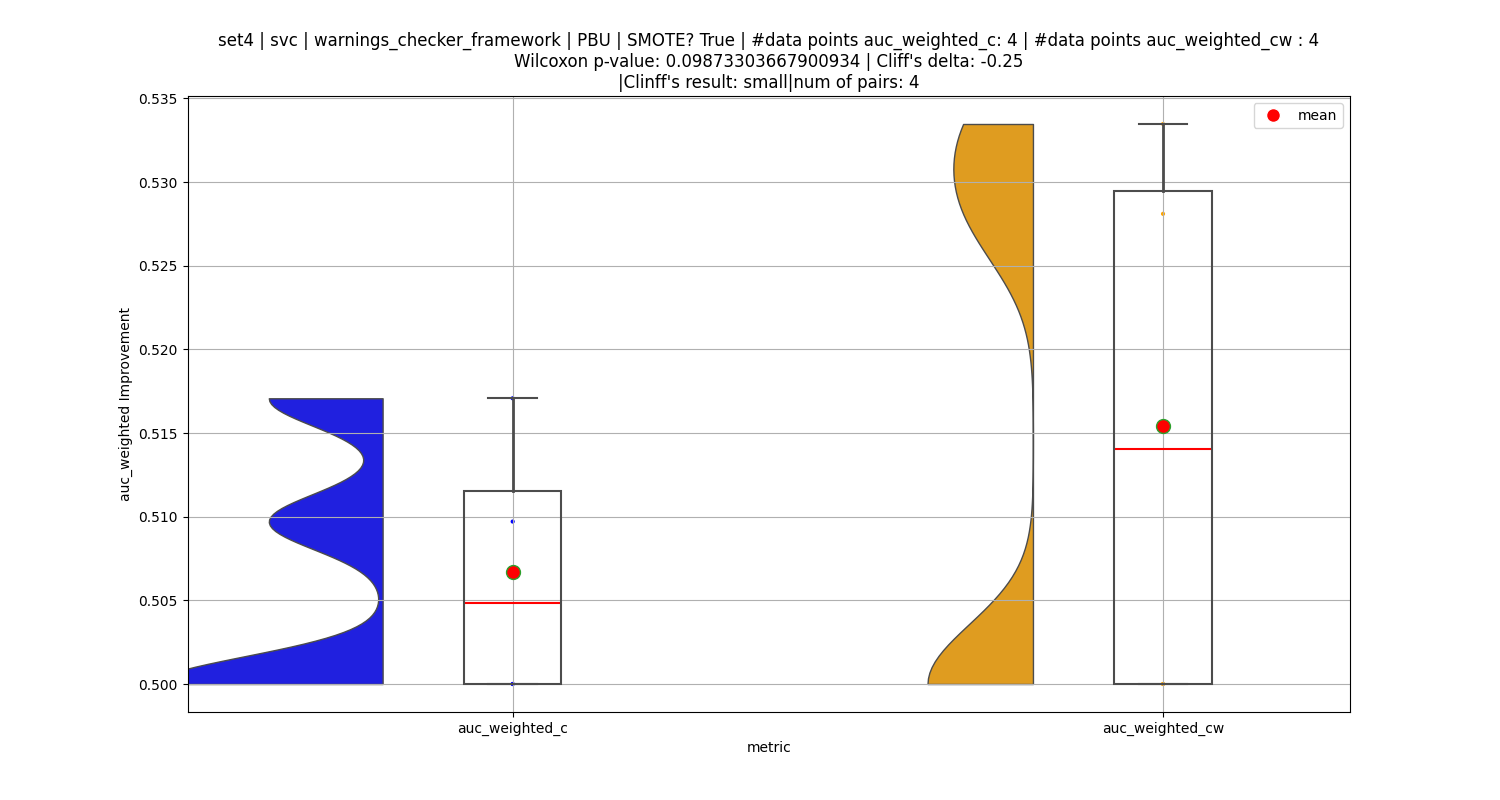 set4 | svc | warnings_checker_framework | PBU | SMOTE? True | #data points auc_weighted_c: 4 | #data points auc_weighted_cw : 4
Wilcoxon p-value: 0.09873303667900934 | Cliff's delta: -0.25
|Clinff's result: small|num of pairs: 4
mean
0.535
0.530
0.525
0.520
0.515
0.510
0.505
0.500
auc_weighted Improvement
auc_weighted_c
auc_weighted_cw
metric